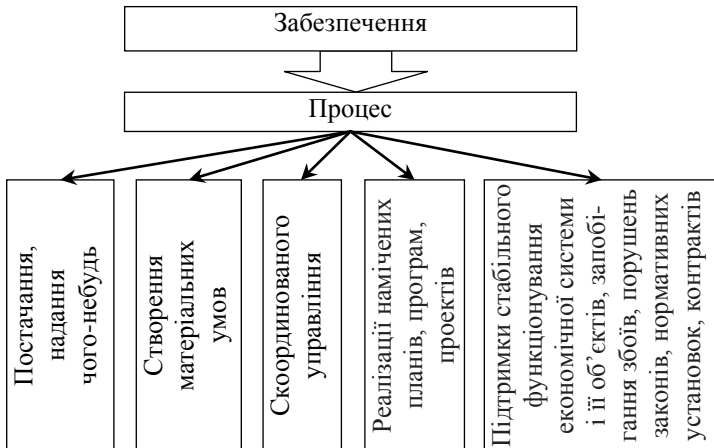 Забезпечення
Процес
Постачання,
надання
чого-небудь
Створення
матеріальних
умов
Скоординованого
управління
Реалізації намічених
планів, програм,
проектів
Підтримки стабільного
функціонування
економічної системи
і її об’єктів, запобі-
гання збоїв, порушень
законів, нормативних
установок, контрактів